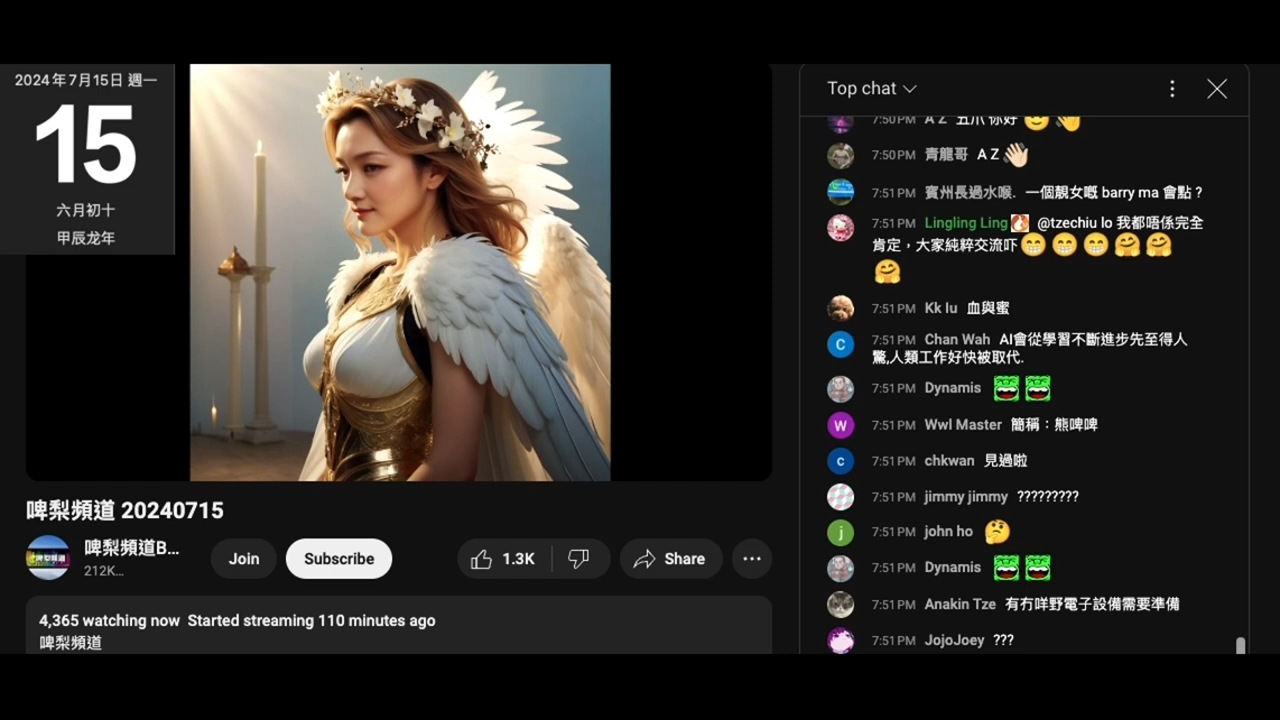 2024年7月15日 週一
15
六月初十
甲辰龙年
啤梨頻道 20240715
啤梨頻道B...
212K...
Join
Subscribe
1.3K
Share
4,365 watching now Started streaming 110 minutes ago
啤梨頻道
Top chat
7:50 PM A Z 五爪 你好
7:50 PM 青龍哥 A Z
7:51 PM 賓州長過水喉. 一個靚女嘅 barry ma 會點 ?
7:51 PM Lingling Ling @tzechiu lo 我都唔係完全
肯定，大家純粹交流吓
7:51 PM Kk lu 血與蜜
7:51 PM Chan Wah AI會從學習不斷進步先至得人
驚,人類工作好快被取代.
7:51 PM Dynamis
7:51 PM Wwl Master 簡稱：熊啤啤
7:51 PM chkwan 見過啦
7:51 PM jimmy jimmy ?????????
7:51 PM john ho
7:51 PM Dynamis
7:51 PM Anakin Tze 有冇咩野電子設備需要準備
7:51 PM JojoJoey ???